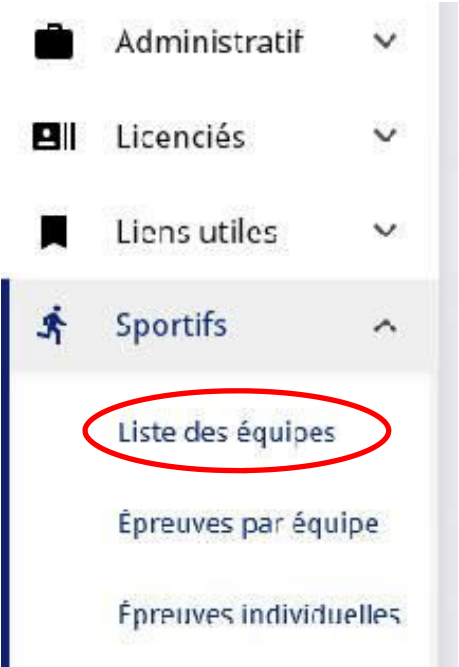 Administratif
Licenciés
Liens utiles
Sportifs
Liste des équipes
Épreuves par équipe
Épreuves individuelles